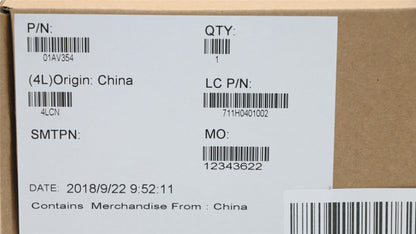 P/N:
QTY:
01AV354
1
(4L)Origin: China
LC P/N:
4LCN
711H0401002
SMTPN:
MO:
12343622
DATE: 2018/9/22 9:52:11
Contains Merchandise From : China